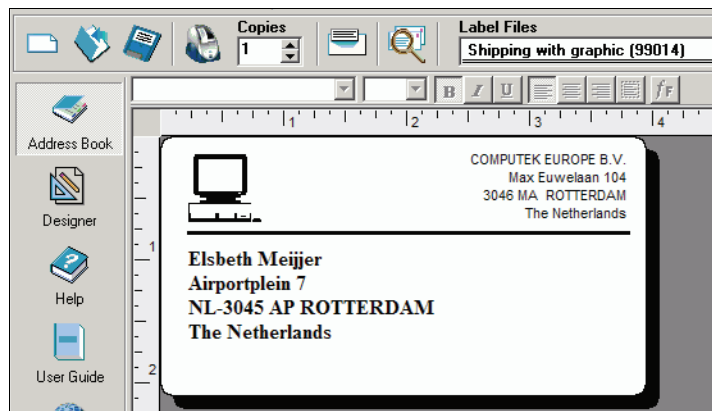 Copies
1
Label Files
Shipping with graphic (99014)
B I U fF
1 2 3 4
Address Book
Designer
Help
User Guide
1
2
COMPUTEK EUROPE B.V.
Max Euwelaan 104
3046 MA ROTTERDAM
The Netherlands
Elsbeth Meijjer
Airportplein 7
NL-3045 AP ROTTERDAM
The Netherlands